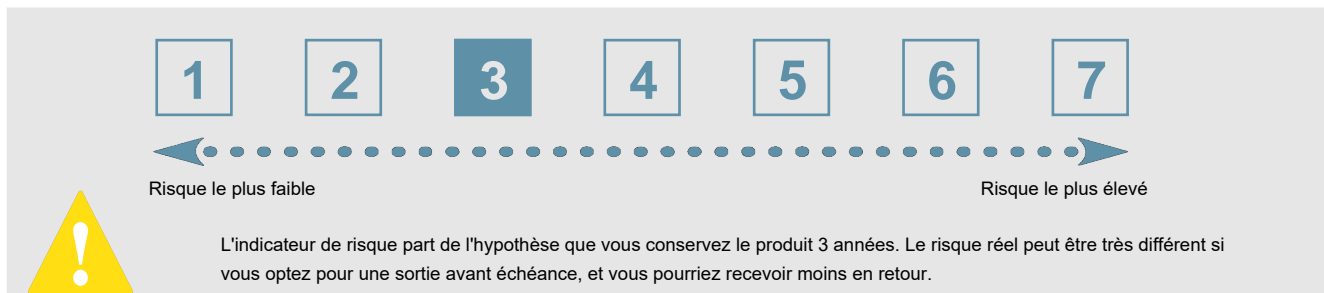 1 2 3 4 5 6 7
Risque le plus faible Risque le plus élevé
!
L'indicateur de risque part de l'hypothèse que vous conservez le produit 3 années. Le risque réel peut être très différent si
vous optez pour une sortie avant échéance, et vous pourriez recevoir moins en retour.